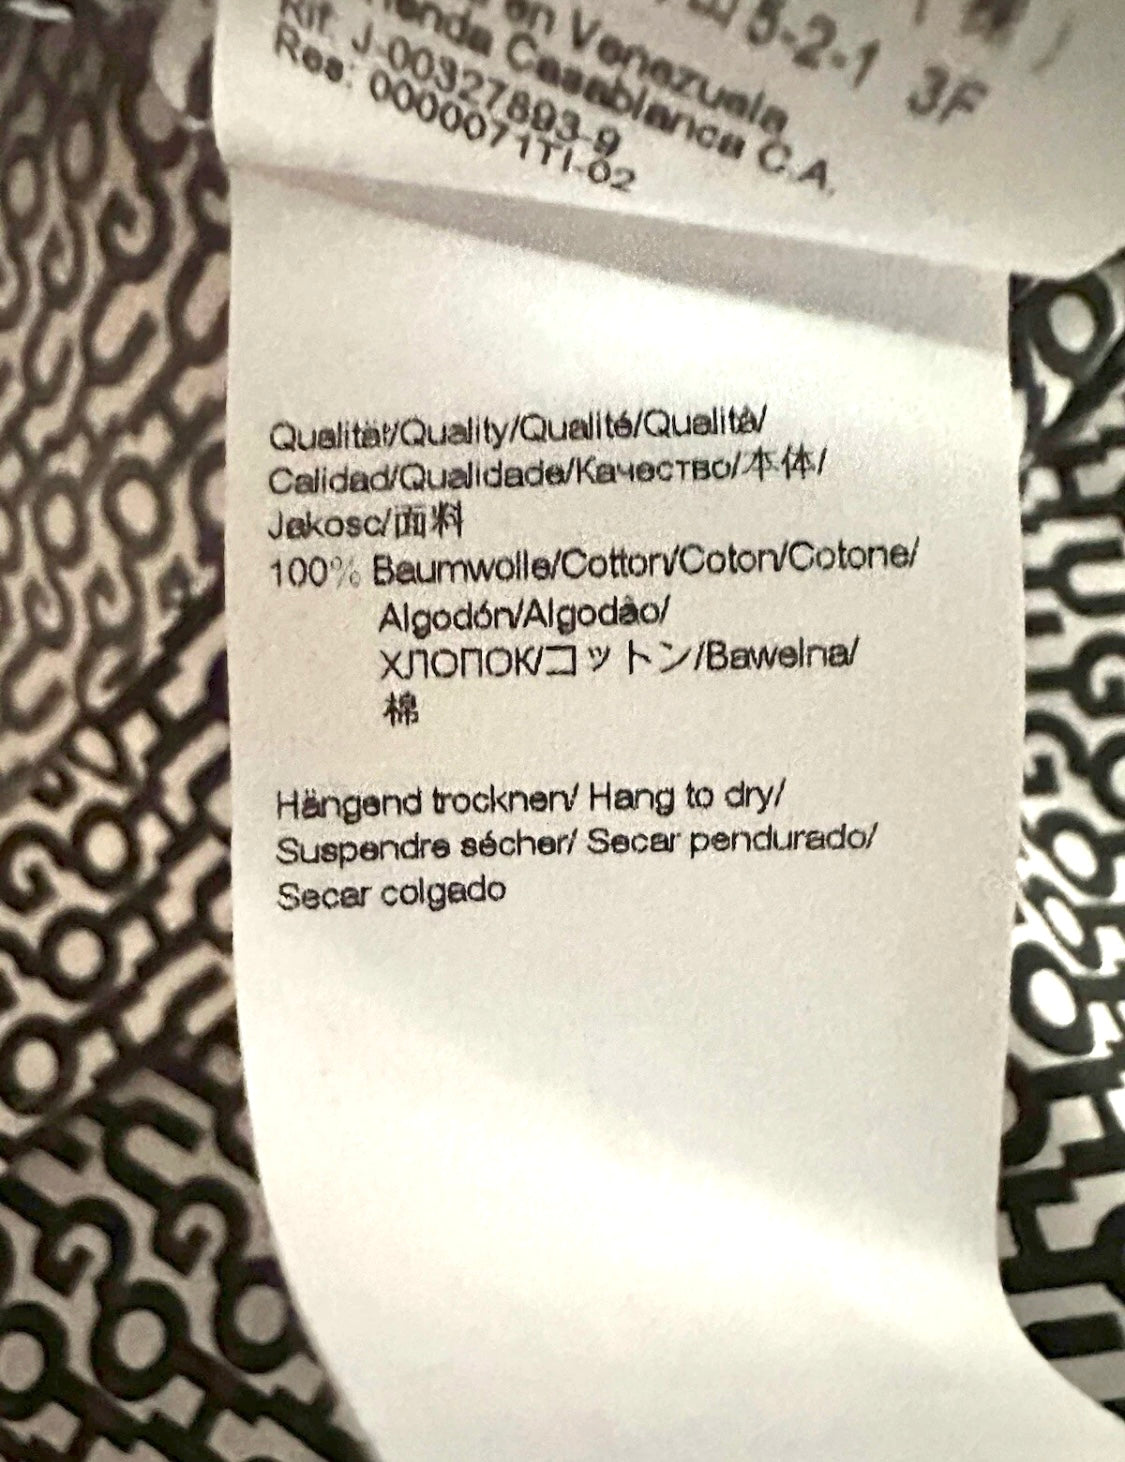 5-2-1 3F
en Venezuela
Casablanca C.A.
Rif: J-00327893-9
Res: 0000071TI-02
Qualität/Quality/Qualité/Qualità/
Calidad/Qualidade/Качество/本体/
Jakosc/面料
100% Baumwolle/Cotton/Coton/Cotone/
Algodón/Algodão/
ХЛОПОК/コットン/Bawelna/
棉
Hängend trocknen/ Hang to dry/
Suspendre sécher/ Secar pendurado/
Secar colgado